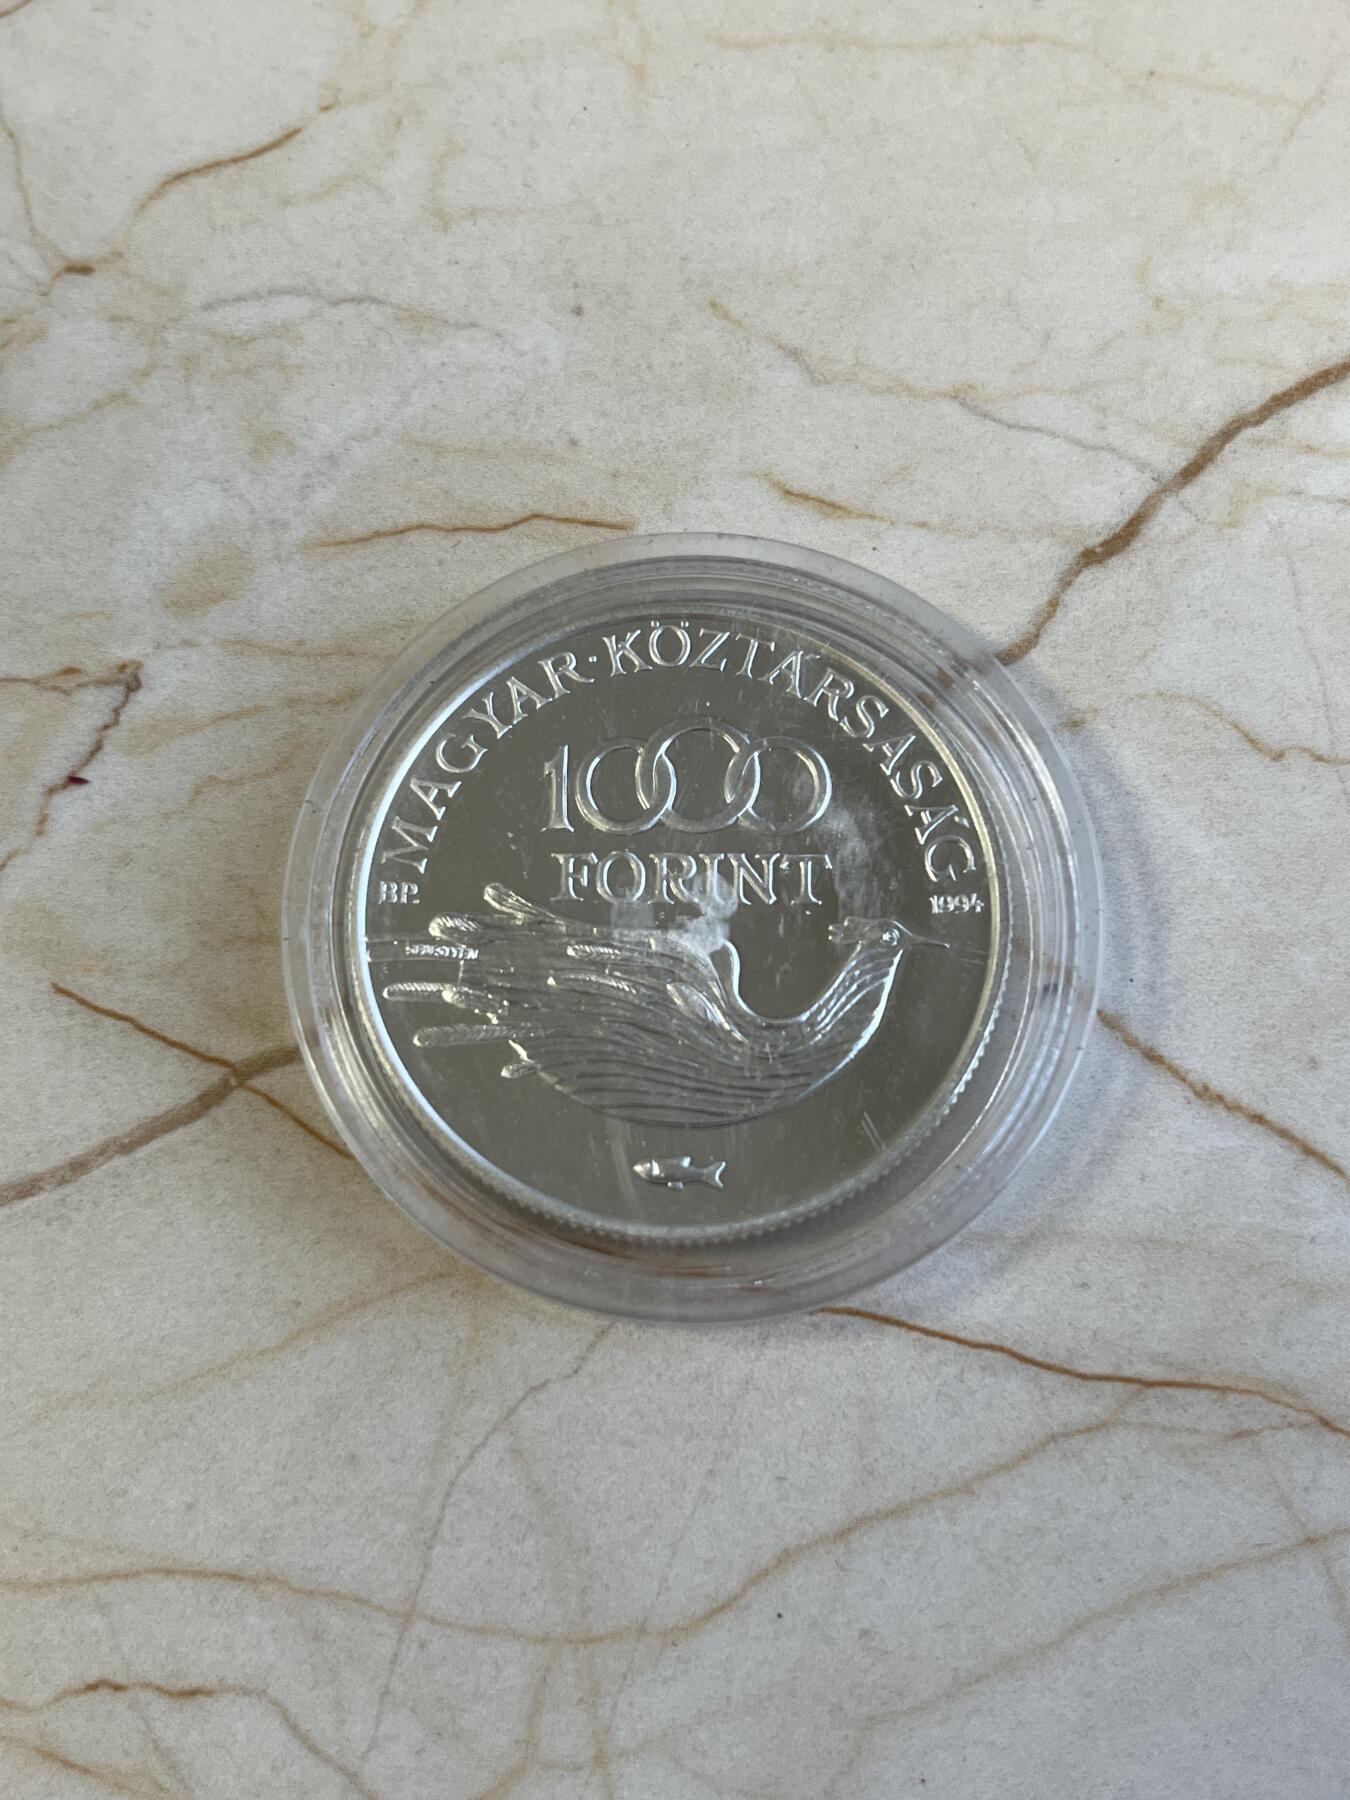 MAGYAR·KÖZTÁRSASÁG
1000
FORINT
BP.
1994